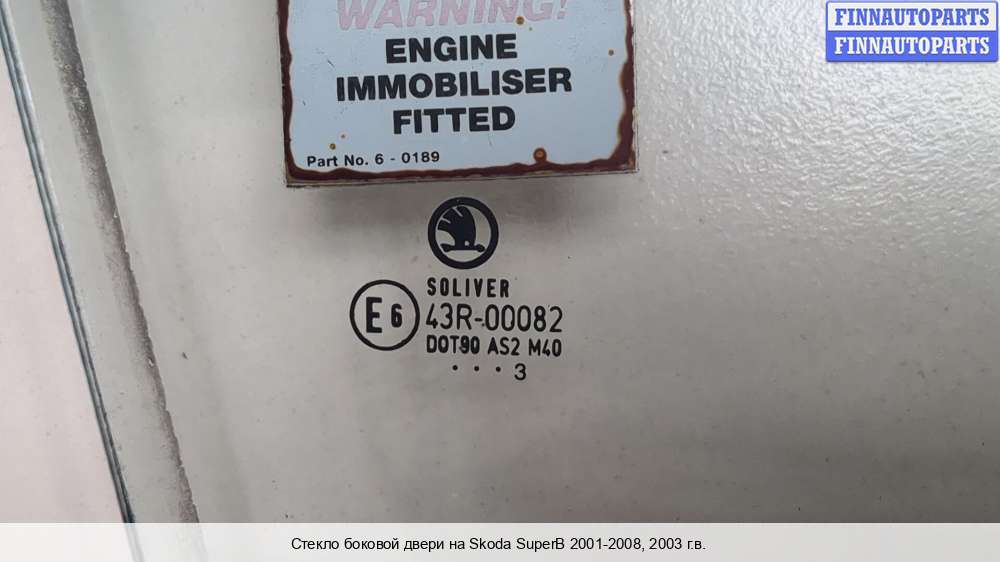 WARNING!
ENGINE
IMMOBILISER
FITTED
Part No. 6 - 0189
FINNAUTOPARTS
FINNAUTOPARTS
SOLIVER
E6 43R-00082
DOT90 AS2 M40
. . . 3
Стекло боковой двери на Skoda SuperB 2001-2008, 2003 г.в.